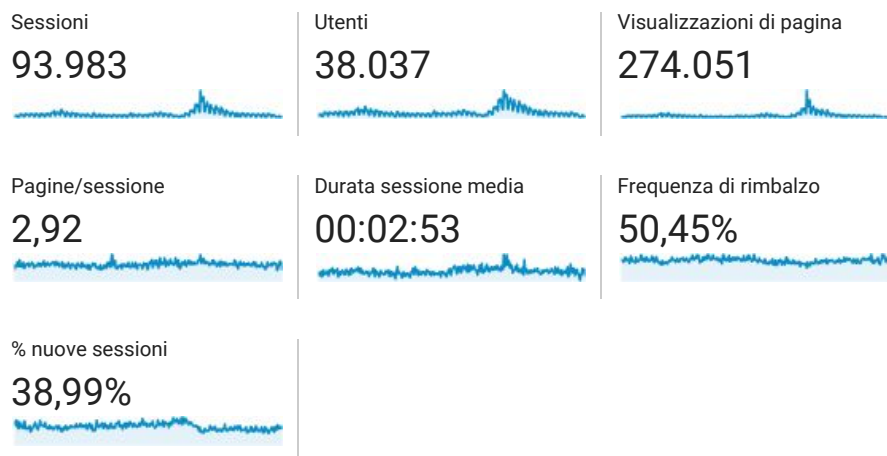 Sessioni
93.983
Utenti
38.037
Visualizzazioni di pagina
274.051
Pagine/sessione
2,92
Durata sessione media
00:02:53
Frequenza di rimbalzo
50,45%
% nuove sessioni
38,99%